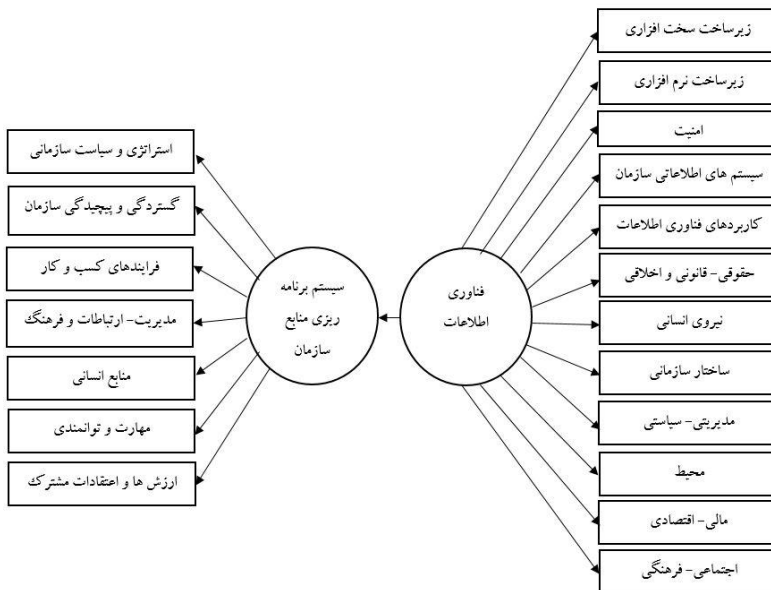 زیرساخت سخت افزاری
زیرساخت نرم افزاری
امنیت
سیستم های اطلاعاتی سازمان
کاربردهای فناوری اطلاعات
حقوقی- قانونی و اخلاقی
نیروی انسانی
ساختار سازمانی
مدیریتی- سیاستی
محیط
مالی- اقتصادی
اجتماعی- فرهنگی
فناوری
اطلاعات
سیستم برنامه
ریزی منابع
سازمان
استراتژی و سیاست سازمانی
گستردگی و پیچیدگی سازمان
فرایندهای کسب و کار
مدیریت- ارتباطات و فرهنگ
منابع انسانی
مهارت و توانمندی
ارزش ها و اعتقادات مشترک